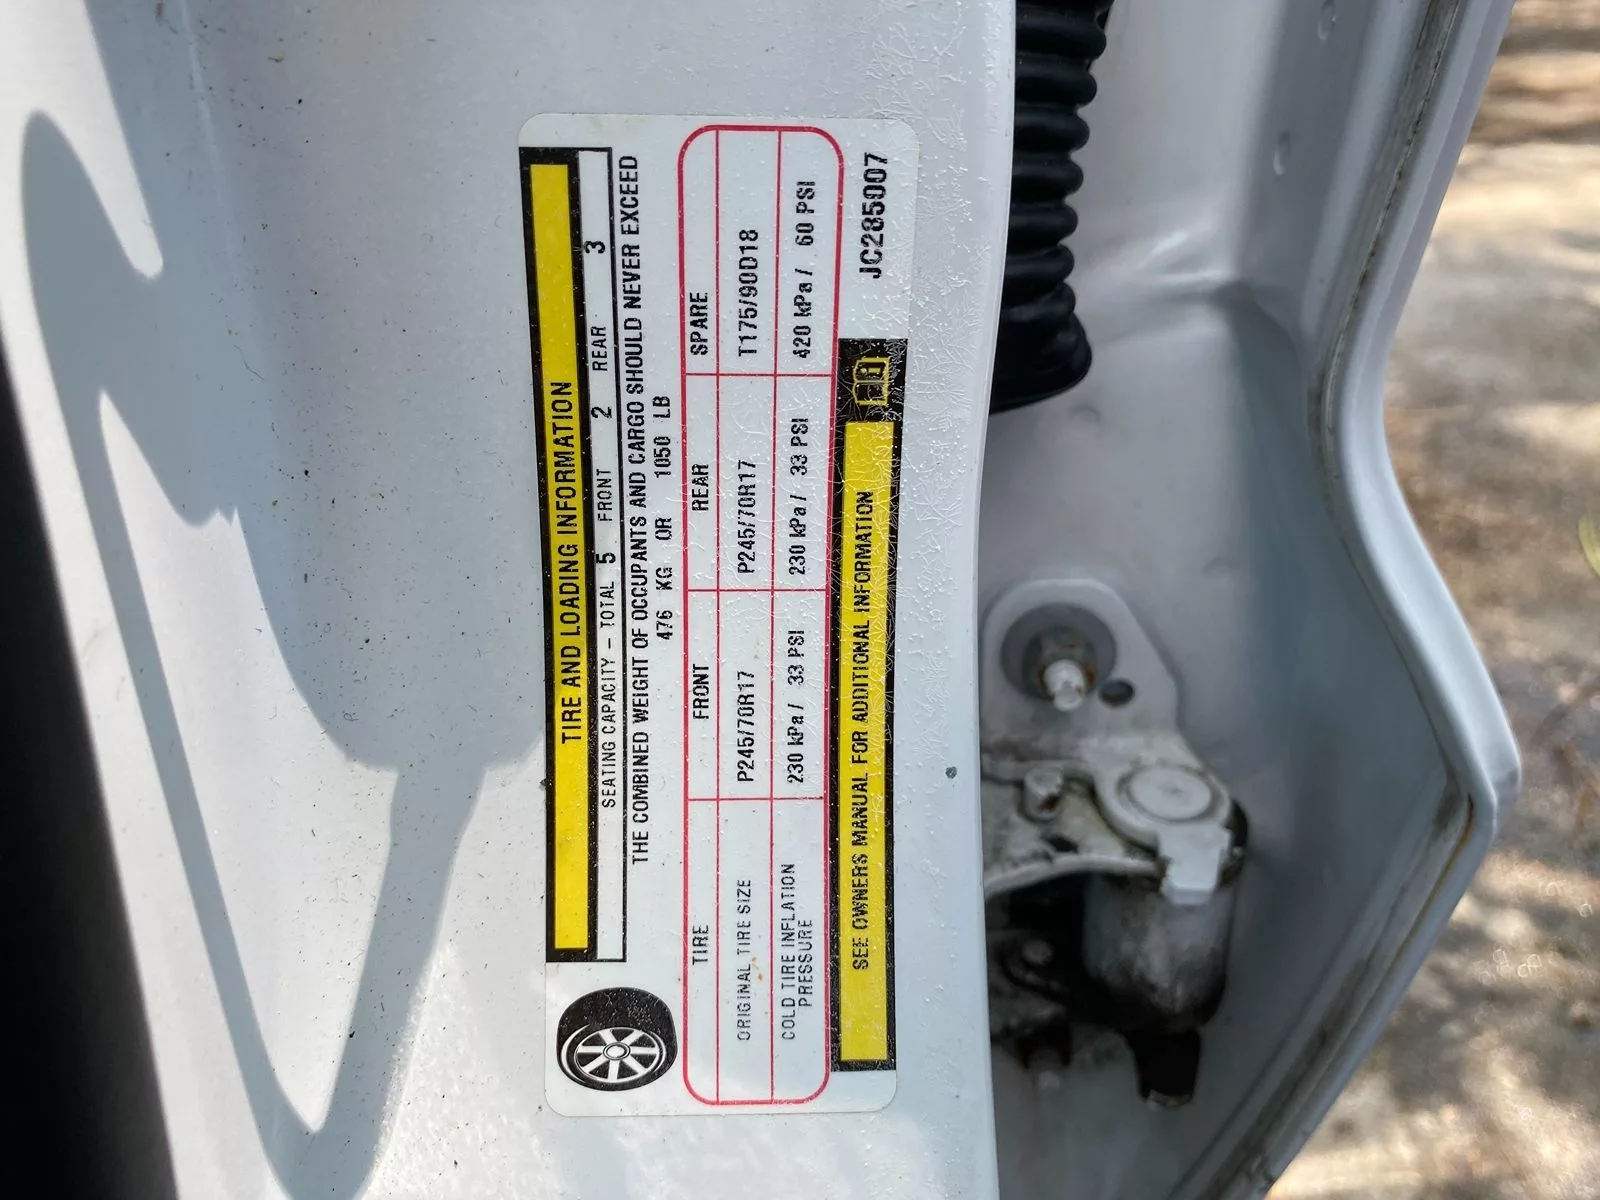 TIRE AND LOADING INFORMATION
SEATING CAPACITY - TOTAL 5 FRONT 2 REAR 3
THE COMBINED WEIGHT OF OCCUPANTS AND CARGO SHOULD NEVER EXCEED
476 KG OR 1050 LB
TIRE FRONT REAR SPARE
ORIGINAL TIRE SIZE P245/70R17 P245/70R17 T175/90D18
COLD TIRE INFLATION
PRESSURE 230 kPa / 33 PSI 230 kPa / 33 PSI 420 kPa / 60 PSI
SEE OWNERS MANUAL FOR ADDITIONAL INFORMATION
JC285007